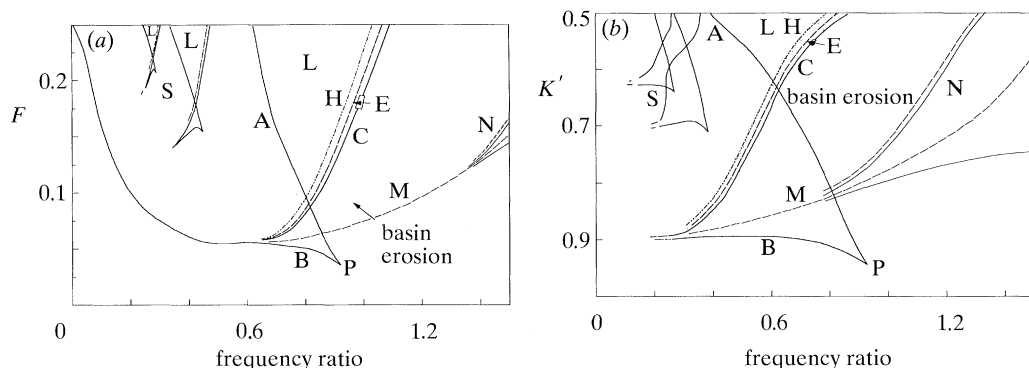 (a)
L
L
L
0.2
S
H
E
F
A
C
N
0.1
M
basin
erosion
B
P
0
0.6
1.2
frequency ratio
(b)
0.5
A
L H
E
C
S
basin erosion
N
K′
0.7
M
0.9
B
P
0
0.6
1.2
frequency ratio